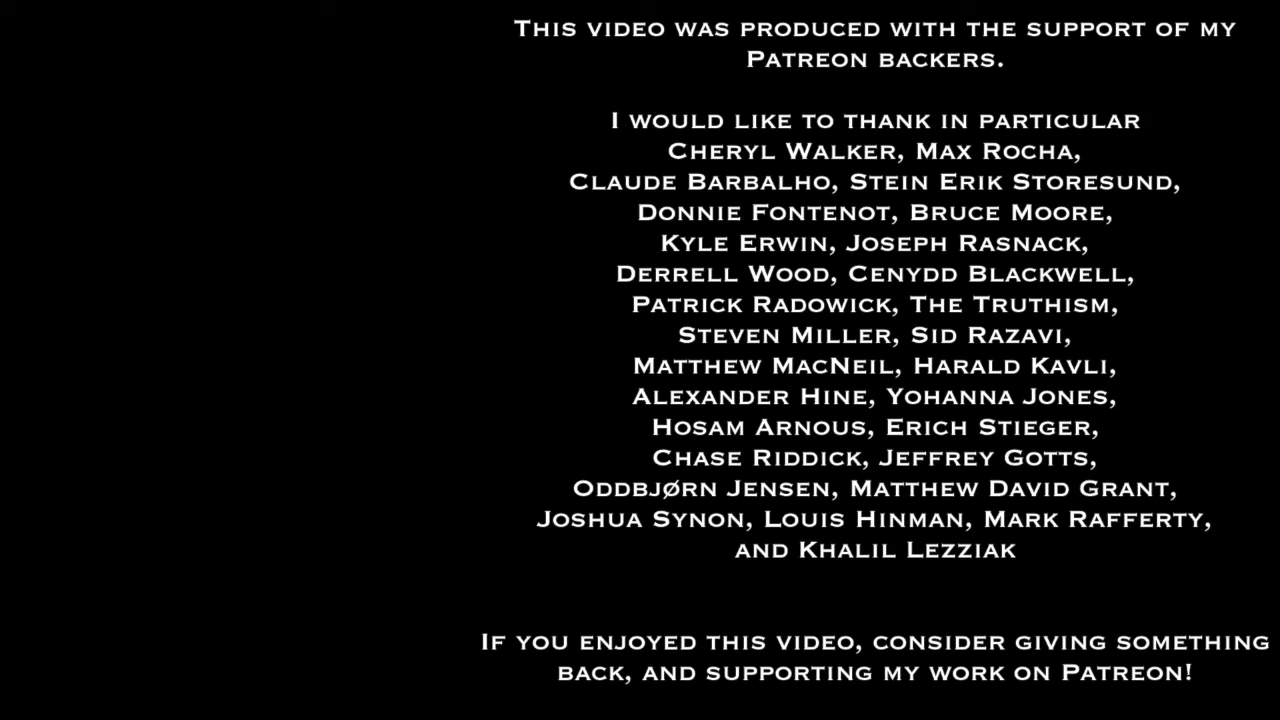 This video was produced with the support of my
Patreon backers.
I would like to thank in particular
Cheryl Walker, Max Rocha,
Claude Barbalho, Stein Erik Storesund,
Donnie Fontenot, Bruce Moore,
Kyle Erwin, Joseph Rasnack,
Derrell Wood, Cenydd Blackwell,
Patrick Radowick, The Truthism,
Steven Miller, Sid Razavi,
Matthew MacNeil, Harald Kavli,
Alexander Hine, Yohanna Jones,
Hosam Arnous, Erich Stieger,
Chase Riddick, Jeffrey Gotts,
Oddbjørn Jensen, Matthew David Grant,
Joshua Synon, Louis Hinman, Mark Rafferty,
and Khalil Lezziak
If you enjoyed this video, consider giving something
back, and supporting my work on Patreon!